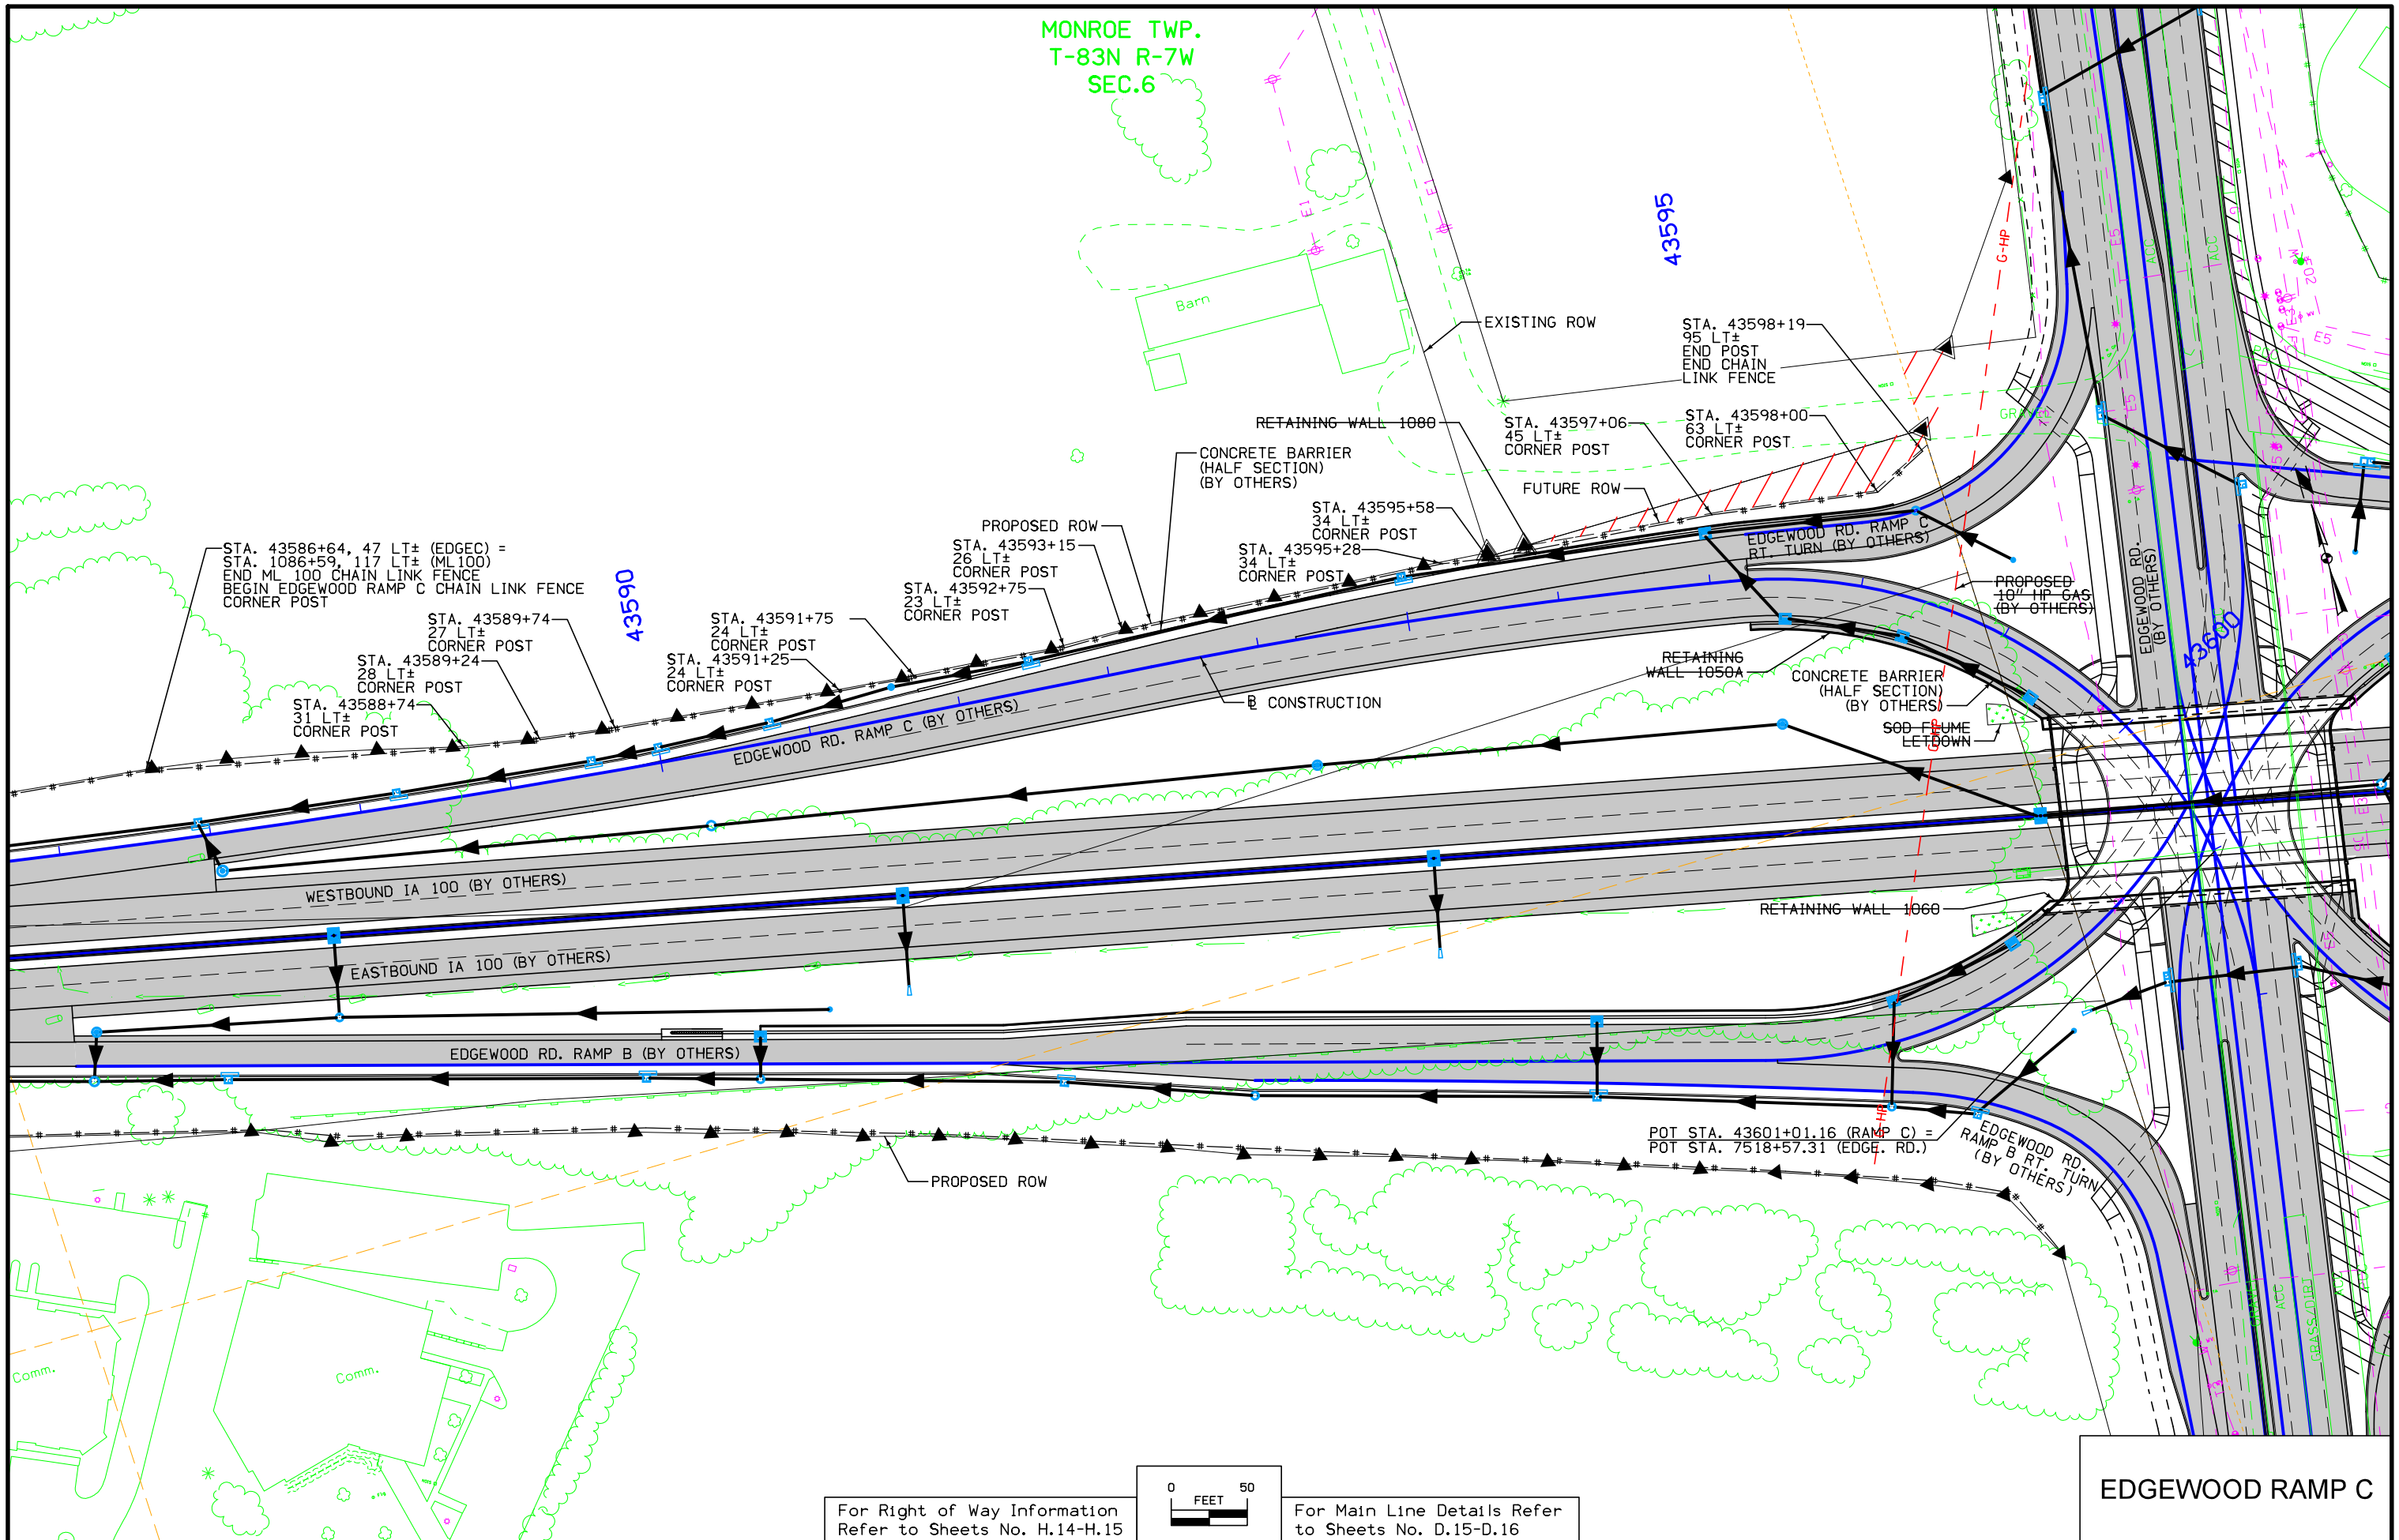 MONROE TWP.
T-83N R-7W
SEC.6
43595
EXISTING ROW
STA. 43598+19
95 LT±
END POST
END CHAIN
LINK FENCE
Barn
RETAINING WALL 1080
STA. 43597+06
45 LT±
CORNER POST
STA. 43598+00
63 LT±
CORNER POST
CONCRETE BARRIER
(HALF SECTION)
(BY OTHERS)
FUTURE ROW
STA. 43595+58
34 LT±
CORNER POST
STA. 43595+28
34 LT±
CORNER POST
PROPOSED ROW
STA. 43593+15
26 LT±
CORNER POST
STA. 43592+75
23 LT±
CORNER POST
STA. 43586+64, 47 LT± (EDGEC) =
STA. 1086+59, 117 LT± (ML100)
END ML 100 CHAIN LINK FENCE
BEGIN EDGEWOOD RAMP C CHAIN LINK FENCE
CORNER POST
43590
STA. 43589+74
27 LT±
CORNER POST
STA. 43589+24
28 LT±
CORNER POST
STA. 43588+74
31 LT±
CORNER POST
STA. 43591+75
24 LT±
CORNER POST
STA. 43591+25
24 LT±
CORNER POST
EDGEWOOD RD. RAMP C
RT. TURN (BY OTHERS)
PROPOSED
10" HP GAS
(BY OTHERS)
EDGEWOOD RD.
(BY OTHERS)
43600
RETAINING
WALL 1050A
CONCRETE BARRIER
(HALF SECTION)
(BY OTHERS)
SOD FLUME
LETDOWN
CONSTRUCTION
EDGEWOOD RD. RAMP C (BY OTHERS)
G-HP
E1
E1
E5
E5
E5
E5
ACC
ACC
WESTBOUND IA 100 (BY OTHERS)
EASTBOUND IA 100 (BY OTHERS)
RETAINING WALL 1060
EDGEWOOD RD. RAMP B (BY OTHERS)
POT STA. 43601+01.16 (RAMP C) =
POT STA. 7518+57.31 (EDGE. RD.)
EDGEWOOD RD.
RAMP B RT. TURN
(BY OTHERS)
PROPOSED ROW
Comm.
Comm.
ACC
GRASS/DIRT
For Right of Way Information
Refer to Sheets No. H.14-H.15
0 50
FEET
For Main Line Details Refer
to Sheets No. D.15-D.16
EDGEWOOD RAMP C